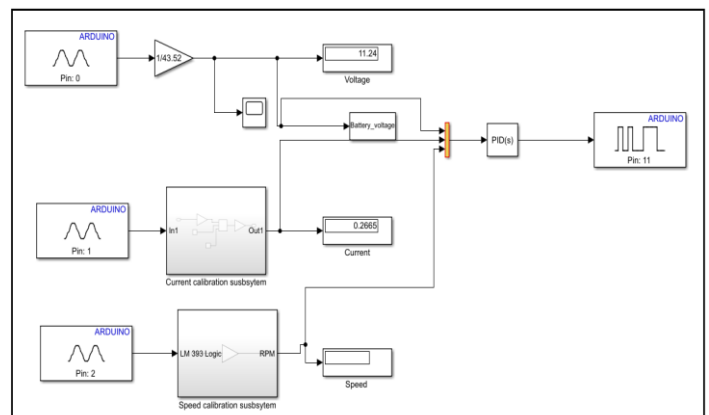 ARDUINO
Pin: 0
1/43.52
11.24
Voltage
Battery_voltage
PID(s)
ARDUINO
Pin: 11
ARDUINO
Pin: 1
In1
Out1
Current calibration susbsytem
0.2665
Current
ARDUINO
Pin: 2
LM 393 Logic
RPM
Speed calibration susbsytem
Speed